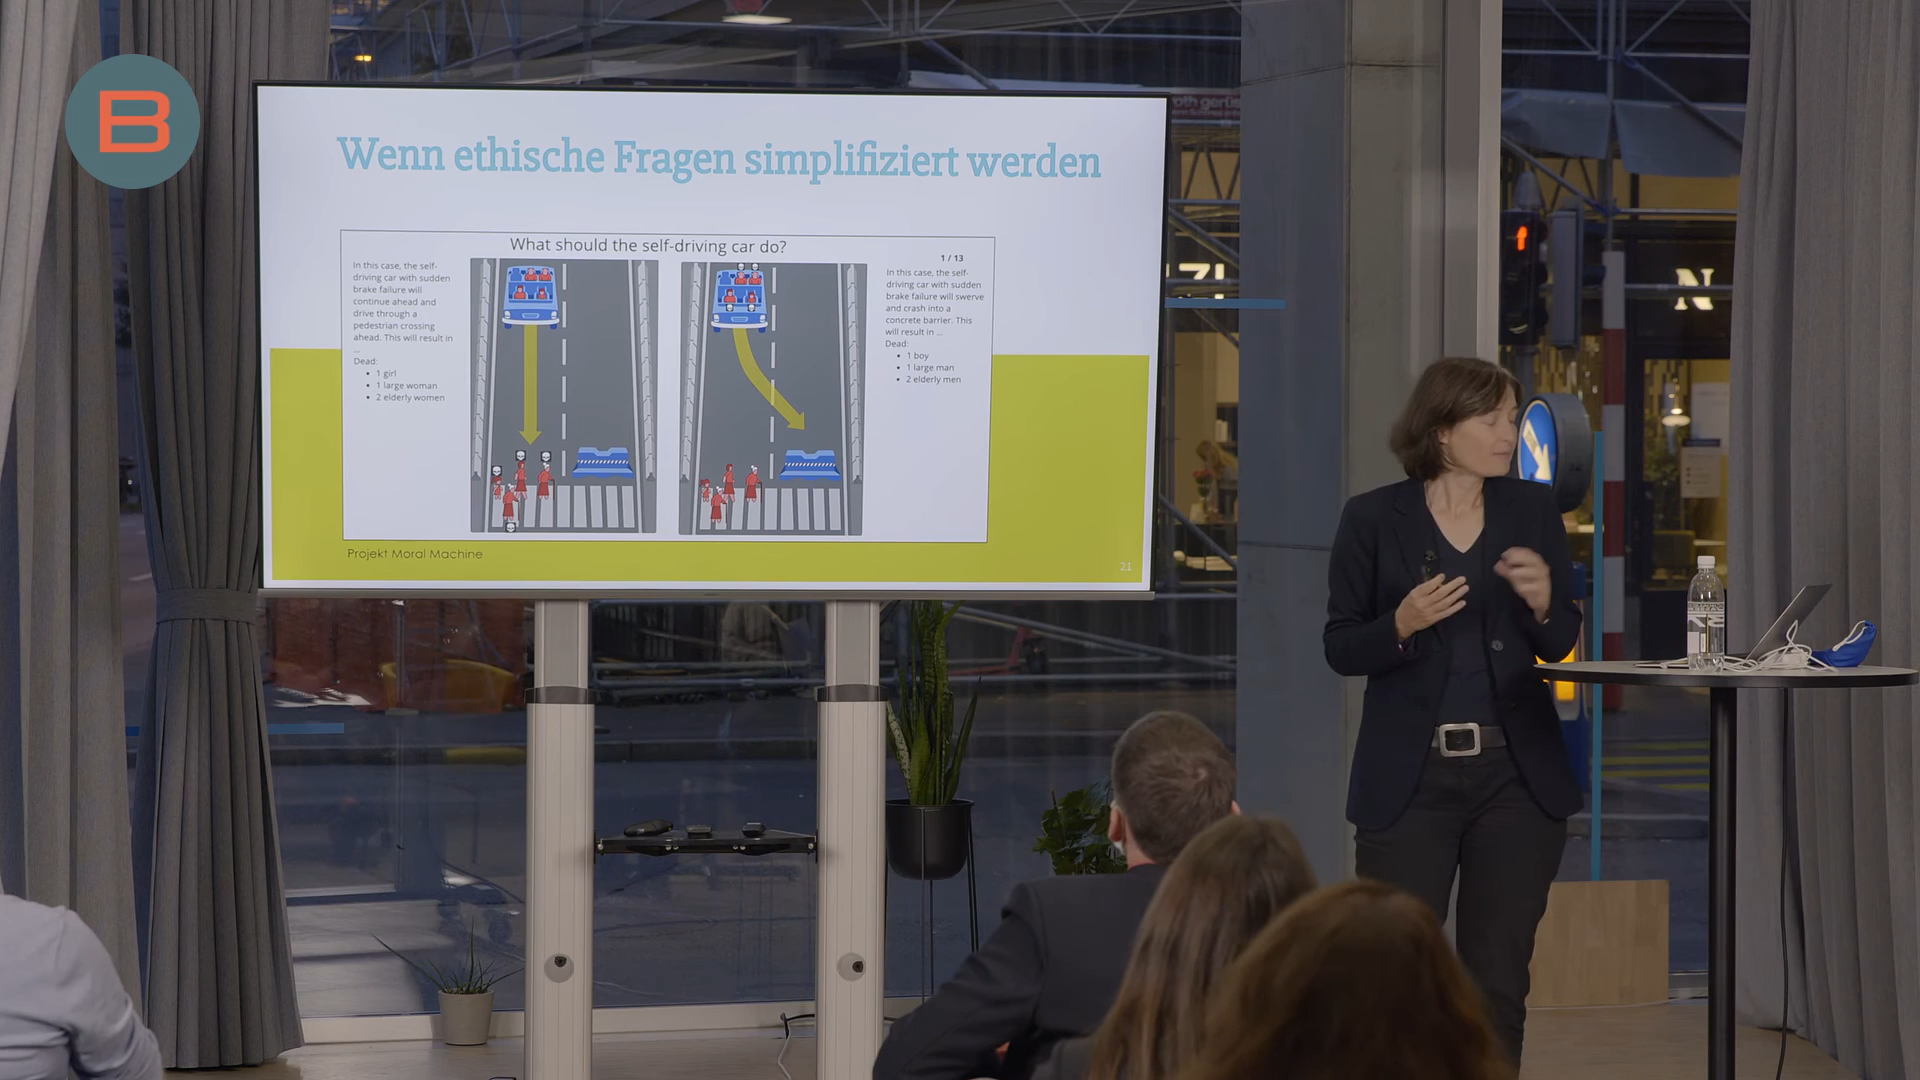 B
Wenn ethische Fragen simplifiziert werden
What should the self-driving car do?
In this case, the self-
driving car with sudden
brake failure will
continue ahead and
drive through a
pedestrian crossing
ahead. This will result in
...
Dead:
• 1 girl
• 1 large woman
• 2 elderly women
1 / 13
In this case, the self-
driving car with sudden
brake failure will swerve
and crash into a
concrete barrier. This
will result in ...
Dead:
• 1 boy
• 1 large man
• 2 elderly men
Projekt Moral Machine
21
N